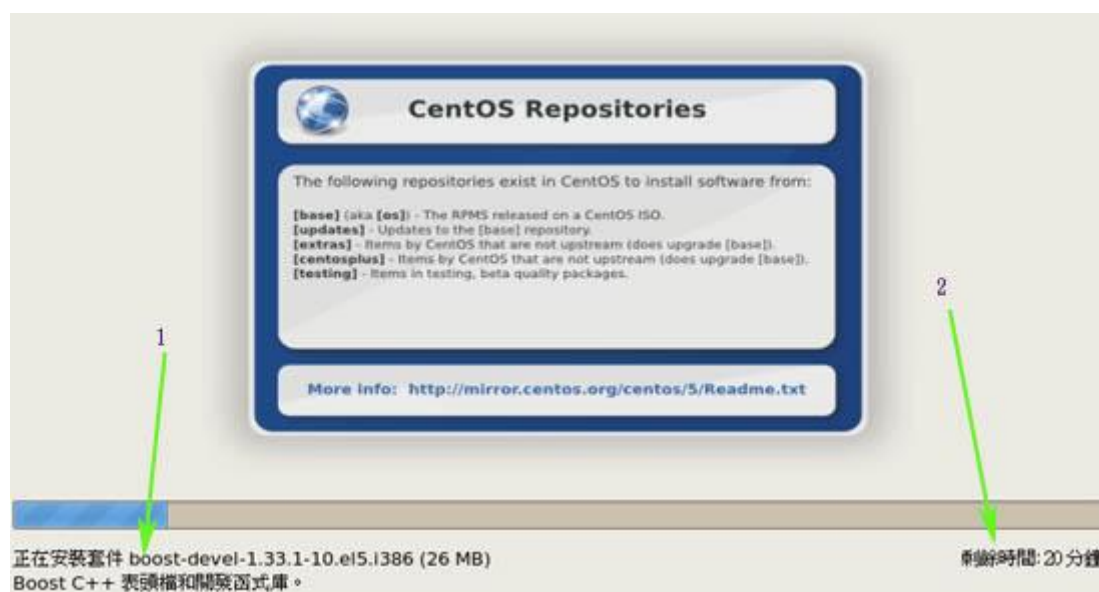 CentOS Repositories
The following repositories exist in CentOS to install software from:
[base] (aka [os]) - The RPMS released on a CentOS ISO.
[updates] - Updates to the [base] repository.
[extras] - Items by CentOS that are not upstream (does upgrade [base]).
[centosplus] - Items by CentOS that are not upstream (does upgrade [base]).
[testing] - Items in testing, beta quality packages.
2
1
More info: http://mirror.centos.org/centos/5/Readme.txt
正在安裝套件 boost-devel-1.33.1-10.el5.i386 (26 MB)
剩餘時間: 20 分鐘
Boost C++ 表頭檔和開發函式庫。